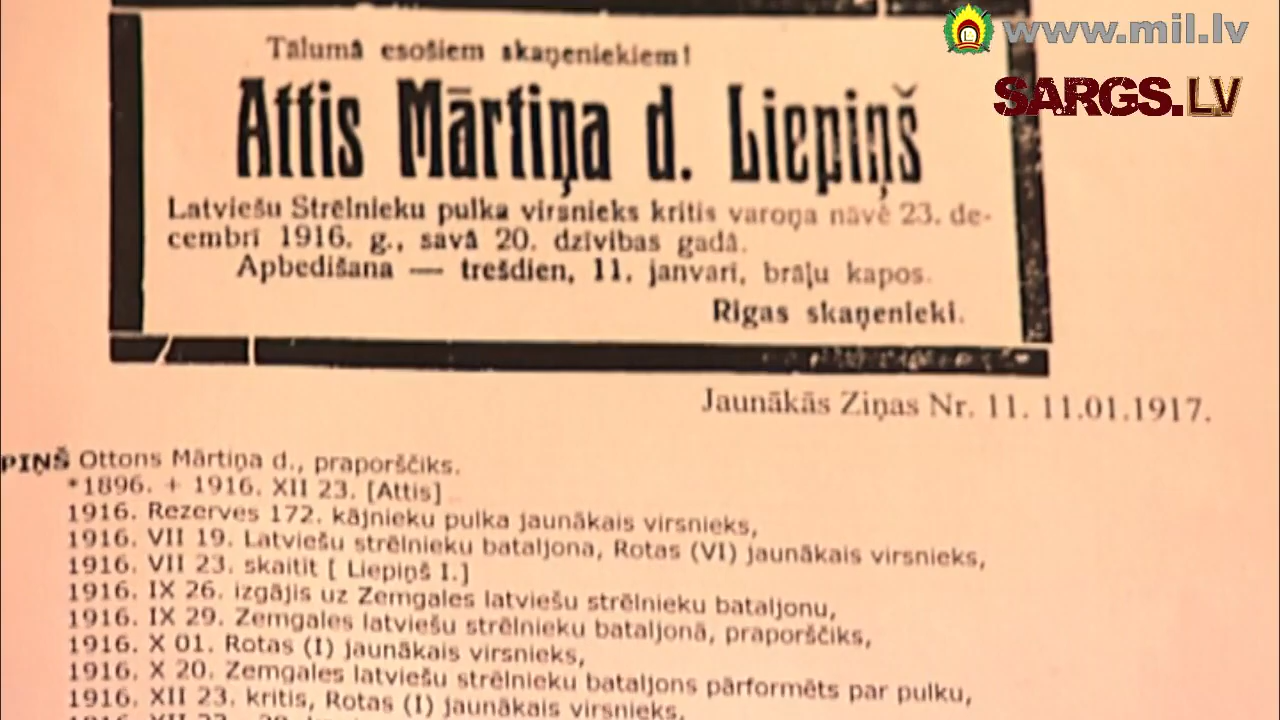 www.mil.lv
SARGS.LV
Tālumā esošiem skaņeniekiem!
Attis Mārtiņa d. Liepiņš
Latviešu Strēlnieku pulka virsnieks kritis varoņa nāvē 23. de-
cembrī 1916. g., savā 20. dzīvibas gadā.
Apbedišana — trešdien, 11. janvarī, brāļu kapos.
Rigas skaņenieki.
Jaunākās Ziņas Nr. 11. 11.01.1917.
PIŅŠ Ottons Mārtiņa d., praporščiks.
*1896. + 1916. XII 23. [Attis]
1916. Rezerves 172. kājnieku pulka jaunākais virsnieks,
1916. VII 19. Latviešu strēlnieku bataljona, Rotas (VI) jaunākais virsnieks,
1916. VII 23. skaitīt [ Liepiņš I.]
1916. IX 26. izgājis uz Zemgales latviešu strēlnieku bataljonu,
1916. IX 29. Zemgales latviešu strēlnieku bataljonā, praporščiks,
1916. X 01. Rotas (I) jaunākais virsnieks,
1916. X 20. Zemgales latviešu strēlnieku bataljons pārformēts par pulku,
1916. XII 23. kritis, Rotas (I) jaunākais virsnieks,